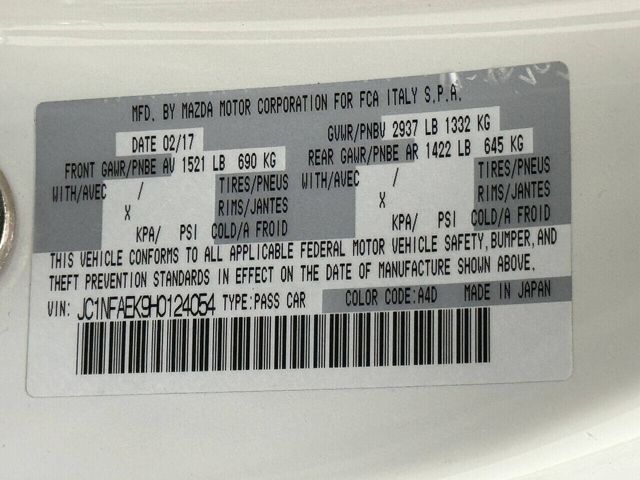 MFD. BY MAZDA MOTOR CORPORATION FOR FCA ITALY S.P.A.
DATE 02/17 GVWR/PNBV 2937 LB 1332 KG
FRONT GAWR/PNBE AV 1521 LB 690 KG REAR GAWR/PNBE AR 1422 LB 645 KG
WITH/AVEC / TIRES/PNEUS WITH/AVEC / TIRES/PNEUS
X RIMS/JANTES X RIMS/JANTES
KPA/ PSI COLD/A FROID KPA/ PSI COLD/A FROID
THIS VEHICLE CONFORMS TO ALL APPLICABLE FEDERAL MOTOR VEHICLE SAFETY, BUMPER, AND
THEFT PREVENTION STANDARDS IN EFFECT ON THE DATE OF MANUFACTURE SHOWN ABOVE.
VIN: JC1NFAEK9H0124054 TYPE:PASS CAR COLOR CODE:A4D MADE IN JAPAN